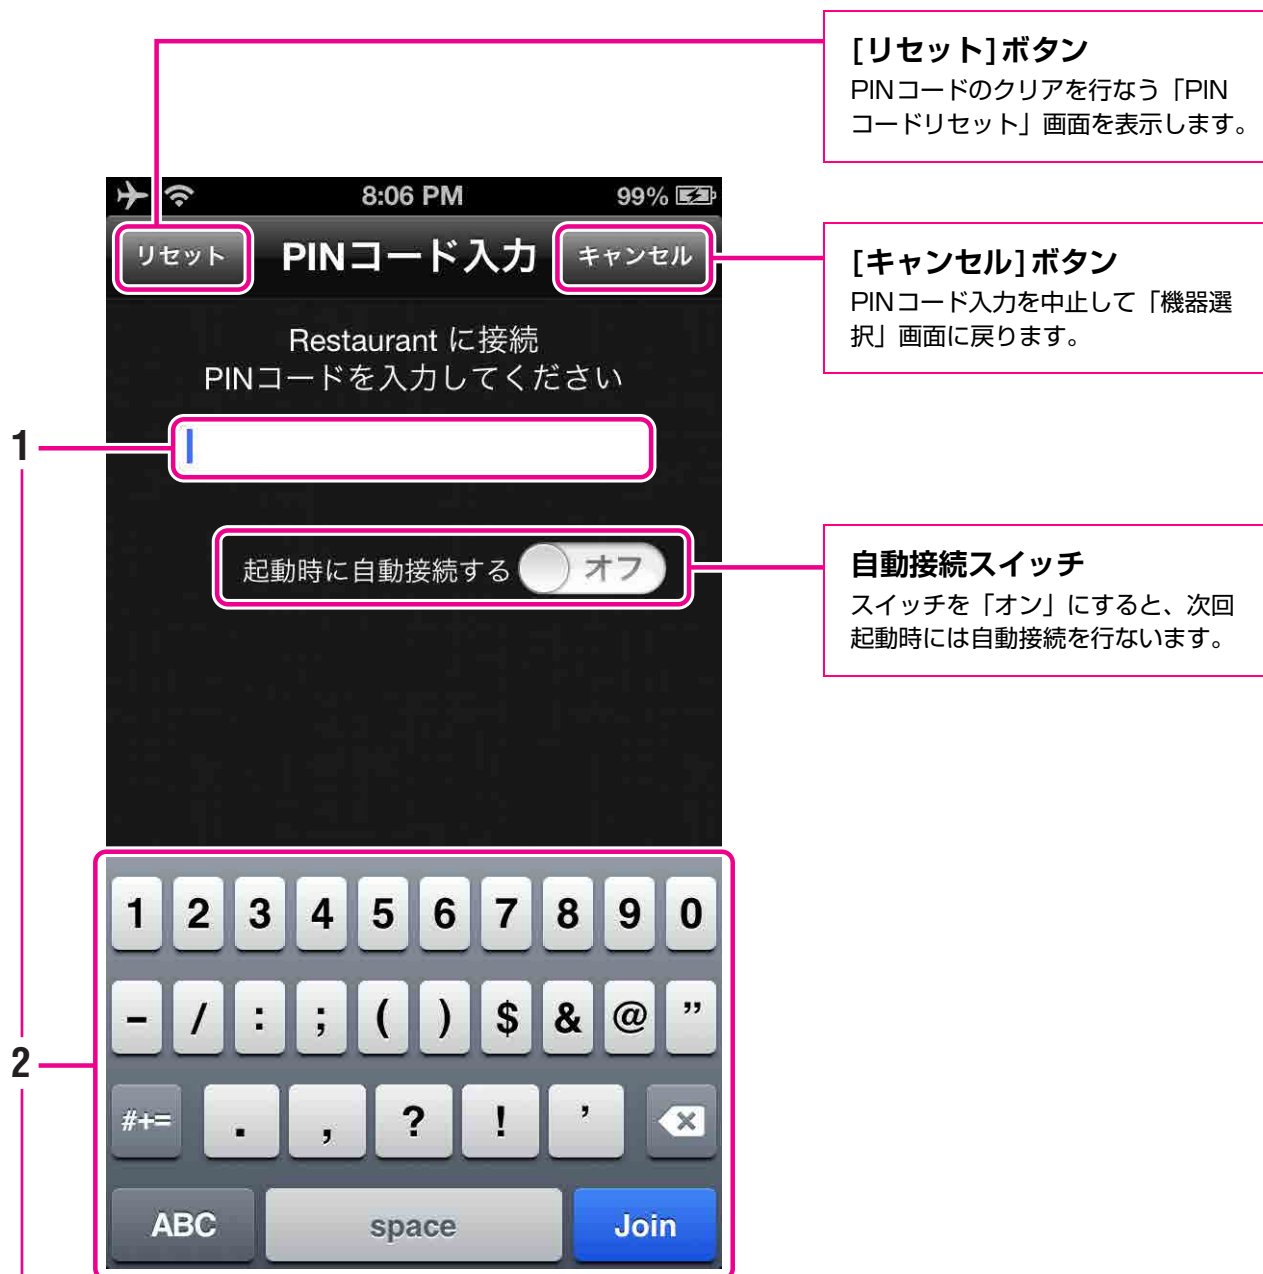 [リセット]ボタン
PINコードのクリアを行なう「PIN
コードリセット」画面を表示します。
8:06 PM
99%
リセット
PINコード入力
キャンセル
[キャンセル]ボタン
PINコード入力を中止して「機器選
択」画面に戻ります。
Restaurant に接続
PINコードを入力してください
1
起動時に自動接続する
オフ
自動接続スイッチ
スイッチを「オン」にすると、次回
起動時には自動接続を行ないます。
1 2 3 4 5 6 7 8 9 0
- / : ; ( ) $ & @ ”
2
#+= . , ? ! ’
ABC space Join